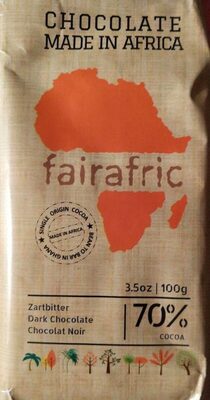 CHOCOLATE
MADE IN AFRICA
fairafric
SINGLE ORIGIN COCOA
MADE IN AFRICA
BEAN TO BAR IN GHANA
3.5oz | 100g
Zartbitter
Dark Chocolate
Chocolat Noir
70%
COCOA